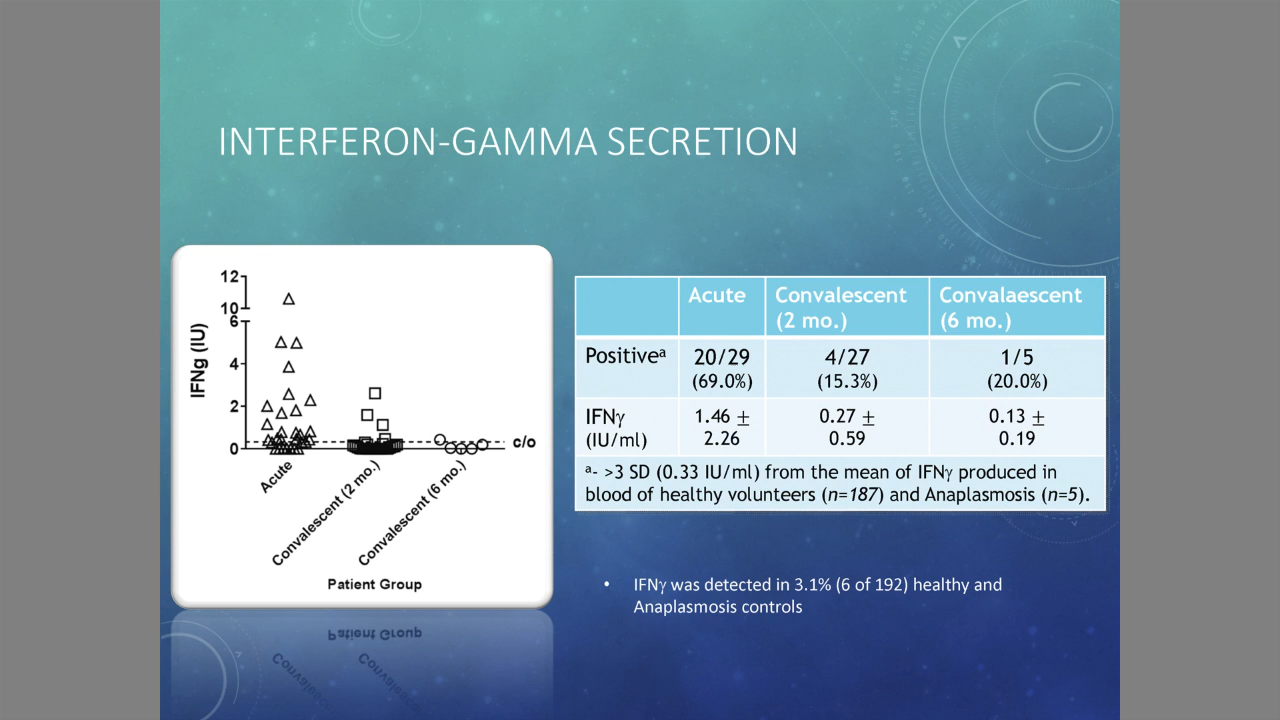 INTERFERON-GAMMA SECRETION
12
10
6
4
2
0
IFNg (IU)
c/o
Acute
Convalescent (2 mo.)
Convalescent (6 mo.)
Patient Group
Acute
Convalescent
(2 mo.)
Convalaescent
(6 mo.)
Positiveᵃ
20/29
(69.0%)
4/27
(15.3%)
1/5
(20.0%)
IFNγ
(IU/ml)
1.46 ±
2.26
0.27 ±
0.59
0.13 ±
0.19
ᵃ- >3 SD (0.33 IU/ml) from the mean of IFNγ produced in
blood of healthy volunteers (n=187) and Anaplasmosis (n=5).
• IFNγ was detected in 3.1% (6 of 192) healthy and
Anaplasmosis controls